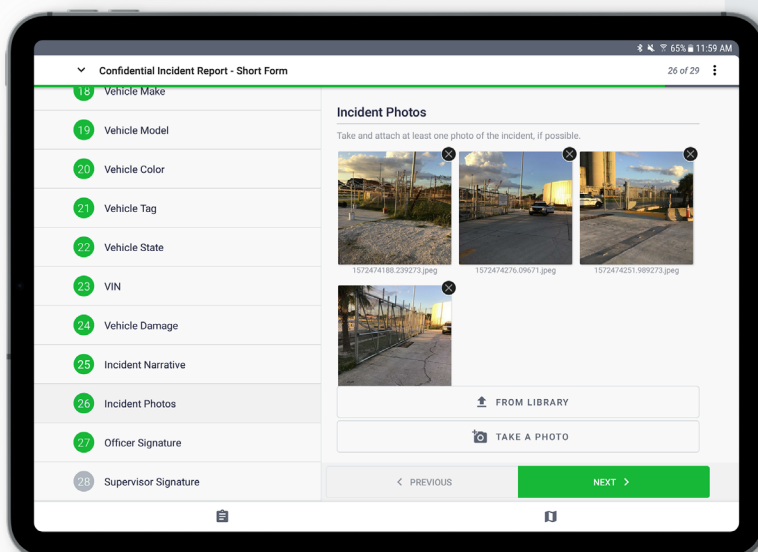 65% 11:59 AM
Confidential Incident Report - Short Form
26 of 29
18 Vehicle Make
19 Vehicle Model
20 Vehicle Color
21 Vehicle Tag
22 Vehicle State
23 VIN
24 Vehicle Damage
25 Incident Narrative
26 Incident Photos
27 Officer Signature
28 Supervisor Signature
Incident Photos
Take and attach at least one photo of the incident, if possible.
1572474188.239273.jpeg
1572474276.09671.jpeg
1572474251.989273.jpeg
FROM LIBRARY
TAKE A PHOTO
PREVIOUS
NEXT